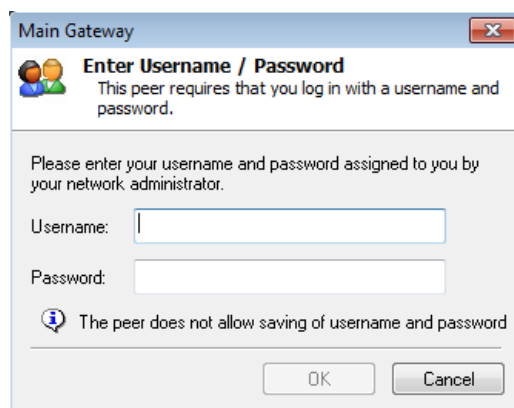 Main Gateway
Enter Username / Password
This peer requires that you log in with a username and
password.
Please enter your username and password assigned to you by
your network administrator.
Username:
Password:
The peer does not allow saving of username and password
OK
Cancel